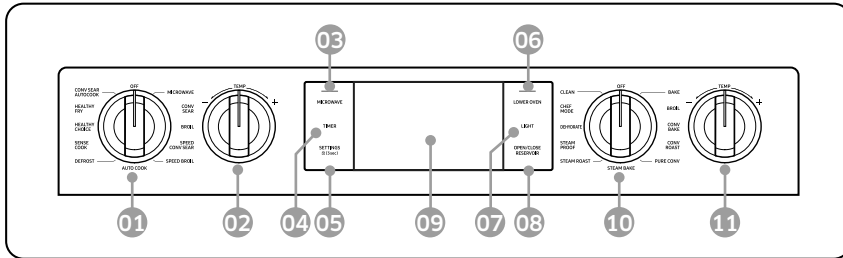 03
06
OFF
CONV SEAR
AUTOCOOK
MICROWAVE
HEALTHY
FRY
CONV
SEAR
HEALTHY
CHOICE
BROIL
SENSE
COOK
SPEED
CONV SEAR
DEFROST
SPEED BROIL
AUTO COOK
TEMP
−
+
MICROWAVE
TIMER
SETTINGS
(3sec)
LOWER OVEN
LIGHT
OPEN/CLOSE
RESERVOIR
OFF
CLEAN
BAKE
CHEF
MODE
BROIL
DEHYDRATE
CONV
BAKE
STEAM
PROOF
CONV
ROAST
STEAM ROAST
PURE CONV
STEAM BAKE
TEMP
−
+
01
02
04
05
09
07
08
10
11